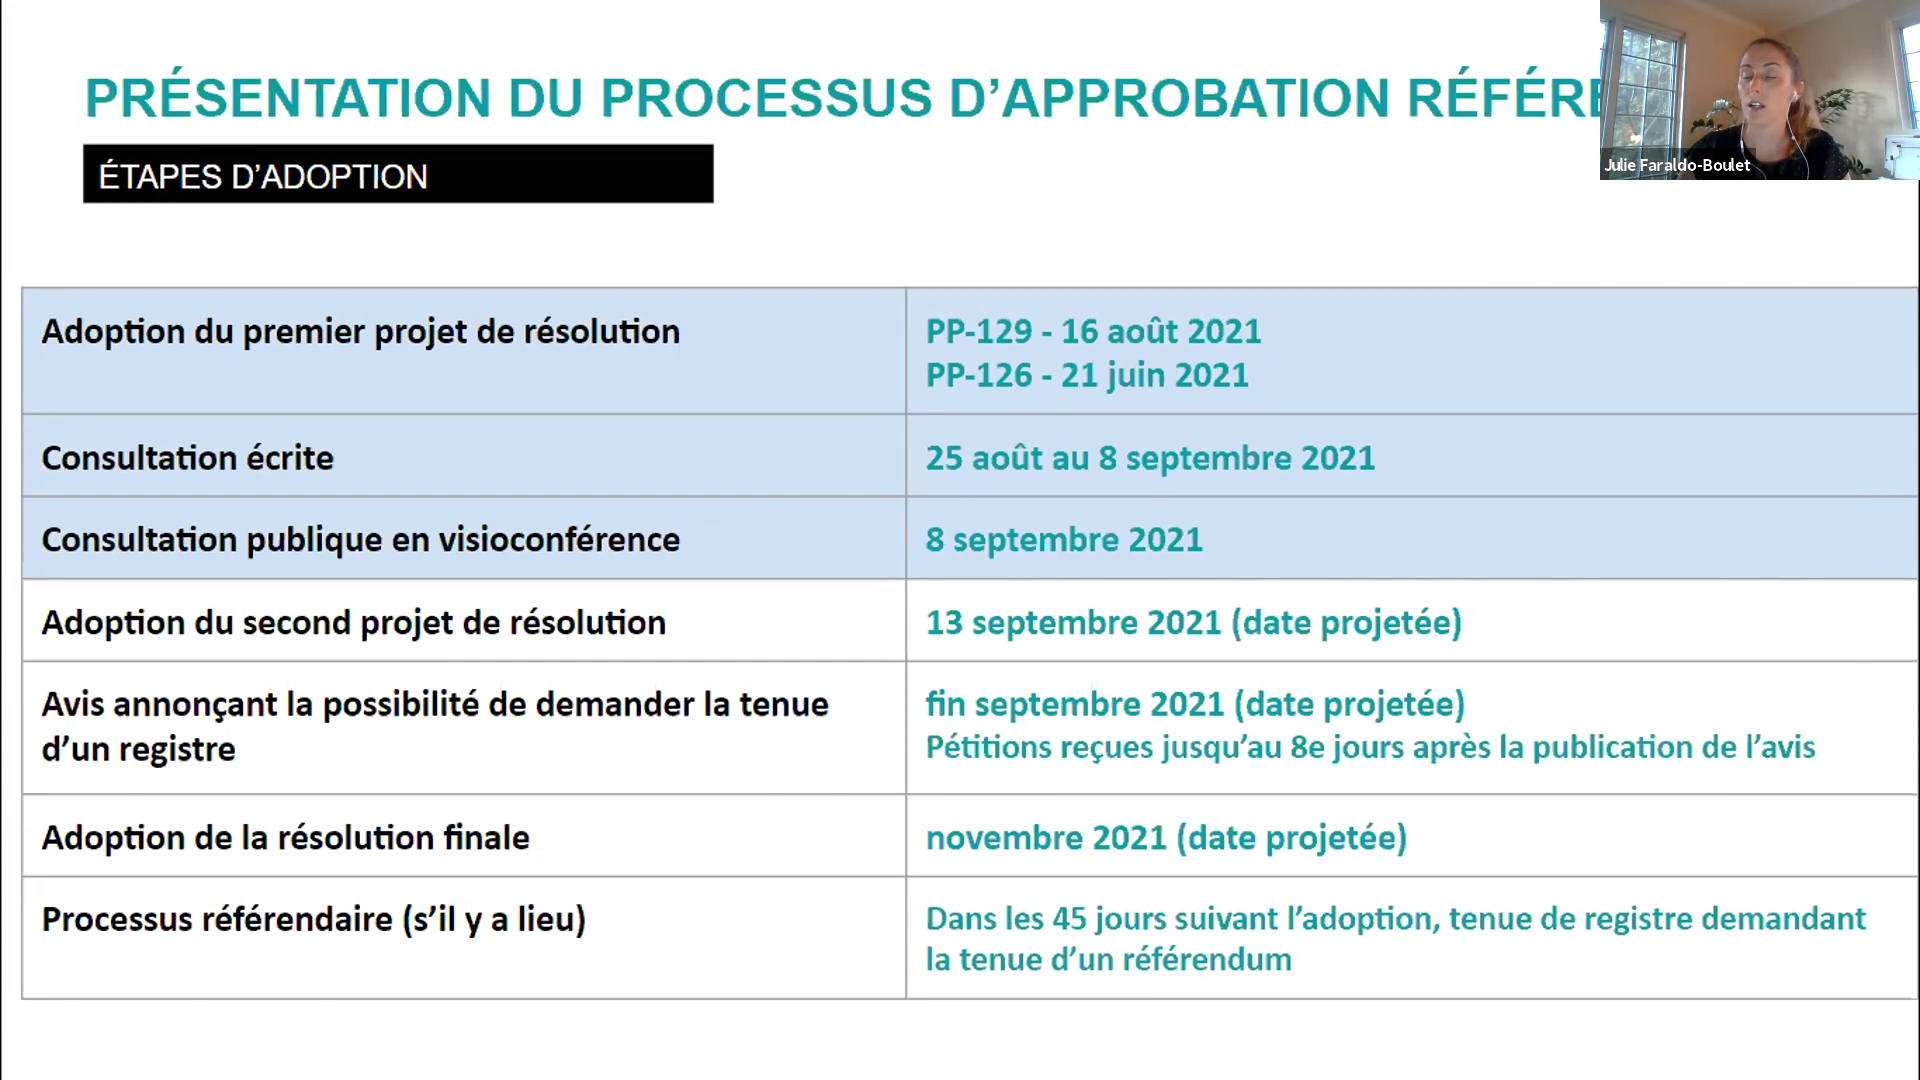 PRÉSENTATION DU PROCESSUS D’APPROBATION
ÉTAPES D’ADOPTION
Julie Faraldo-Boulet
Adoption du premier projet de résolution
PP-129 - 16 août 2021
PP-126 - 21 juin 2021
Consultation écrite
25 août au 8 septembre 2021
Consultation publique en visioconférence
8 septembre 2021
Adoption du second projet de résolution
13 septembre 2021 (date projetée)
Avis annonçant la possibilité de demander la tenue
d’un registre
fin septembre 2021 (date projetée)
Pétitions reçues jusqu’au 8e jours après la publication de l’avis
Adoption de la résolution finale
novembre 2021 (date projetée)
Processus référendaire (s’il y a lieu)
Dans les 45 jours suivant l’adoption, tenue de registre demandant
la tenue d’un référendum